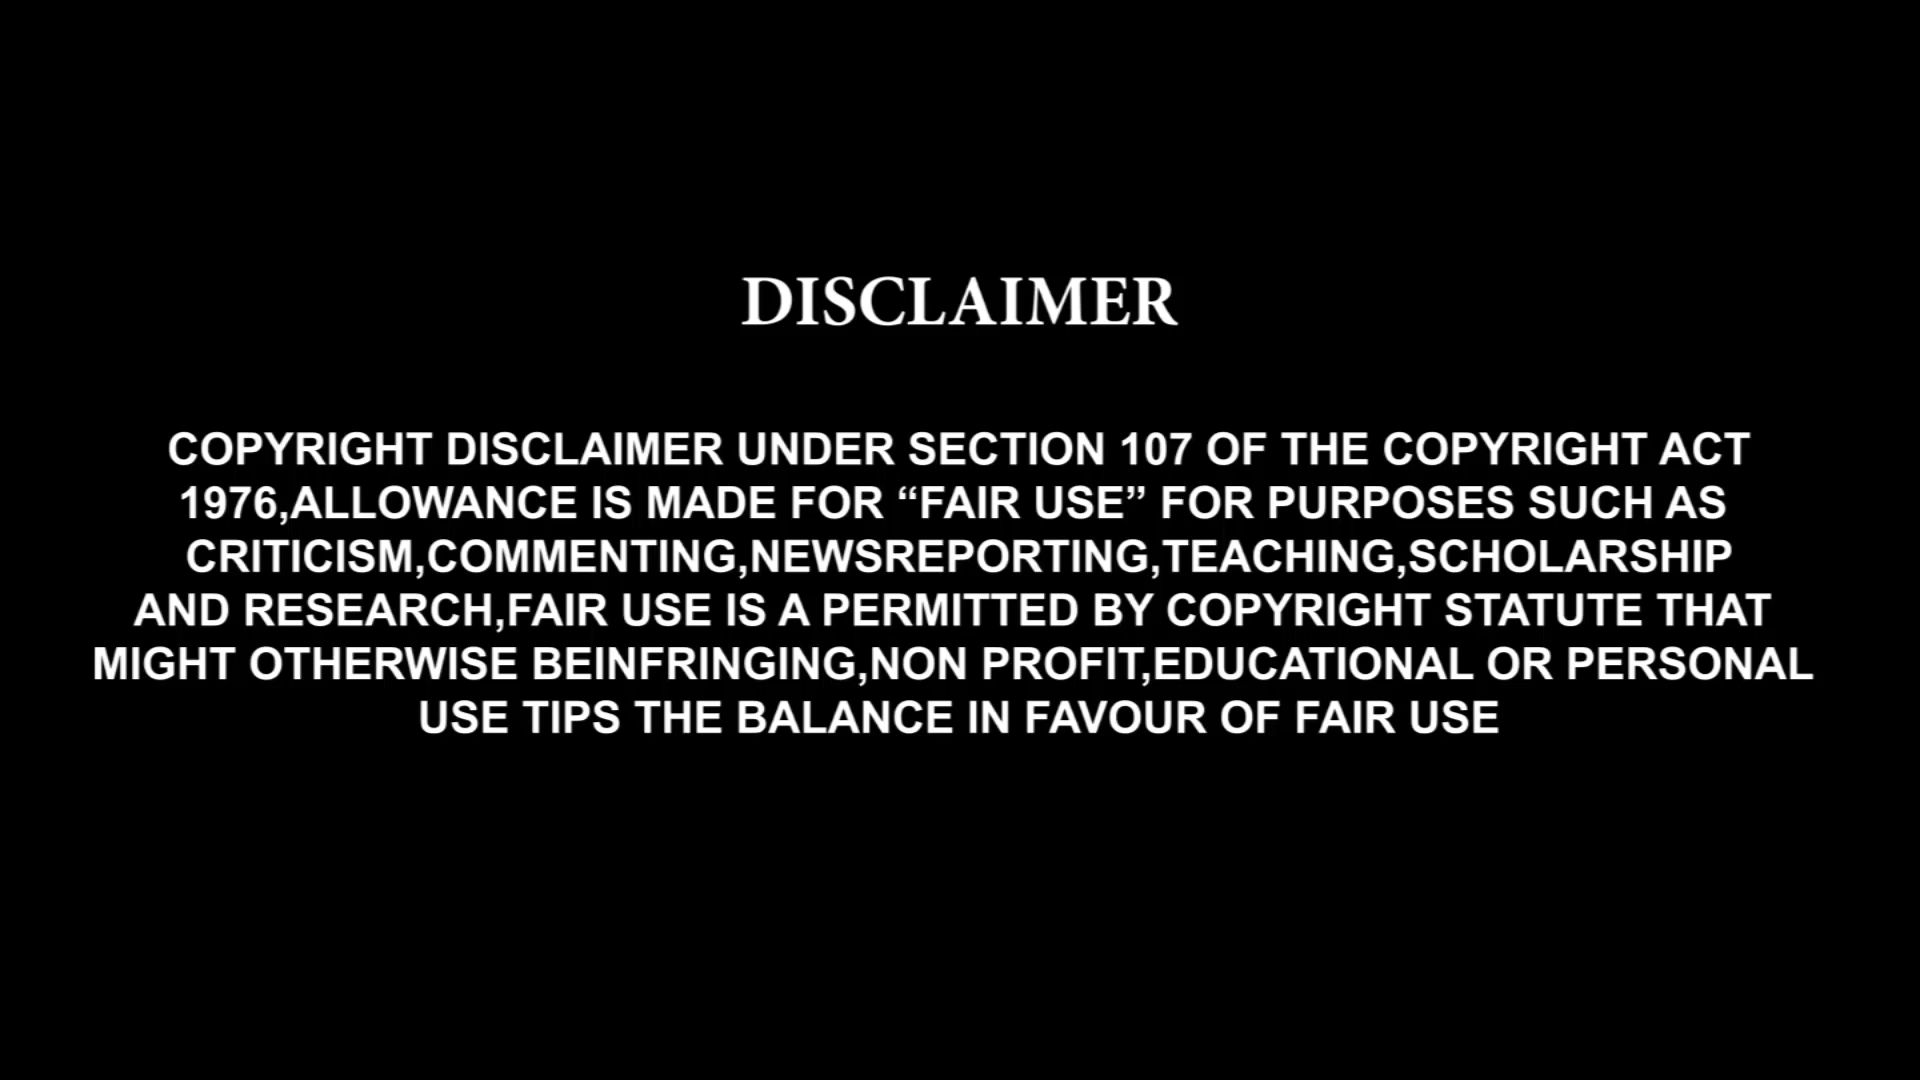 DISCLAIMER
COPYRIGHT DISCLAIMER UNDER SECTION 107 OF THE COPYRIGHT ACT
1976,ALLOWANCE IS MADE FOR “FAIR USE” FOR PURPOSES SUCH AS
CRITICISM,COMMENTING,NEWSREPORTING,TEACHING,SCHOLARSHIP
AND RESEARCH,FAIR USE IS A PERMITTED BY COPYRIGHT STATUTE THAT
MIGHT OTHERWISE BEINFRINGING,NON PROFIT,EDUCATIONAL OR PERSONAL
USE TIPS THE BALANCE IN FAVOUR OF FAIR USE